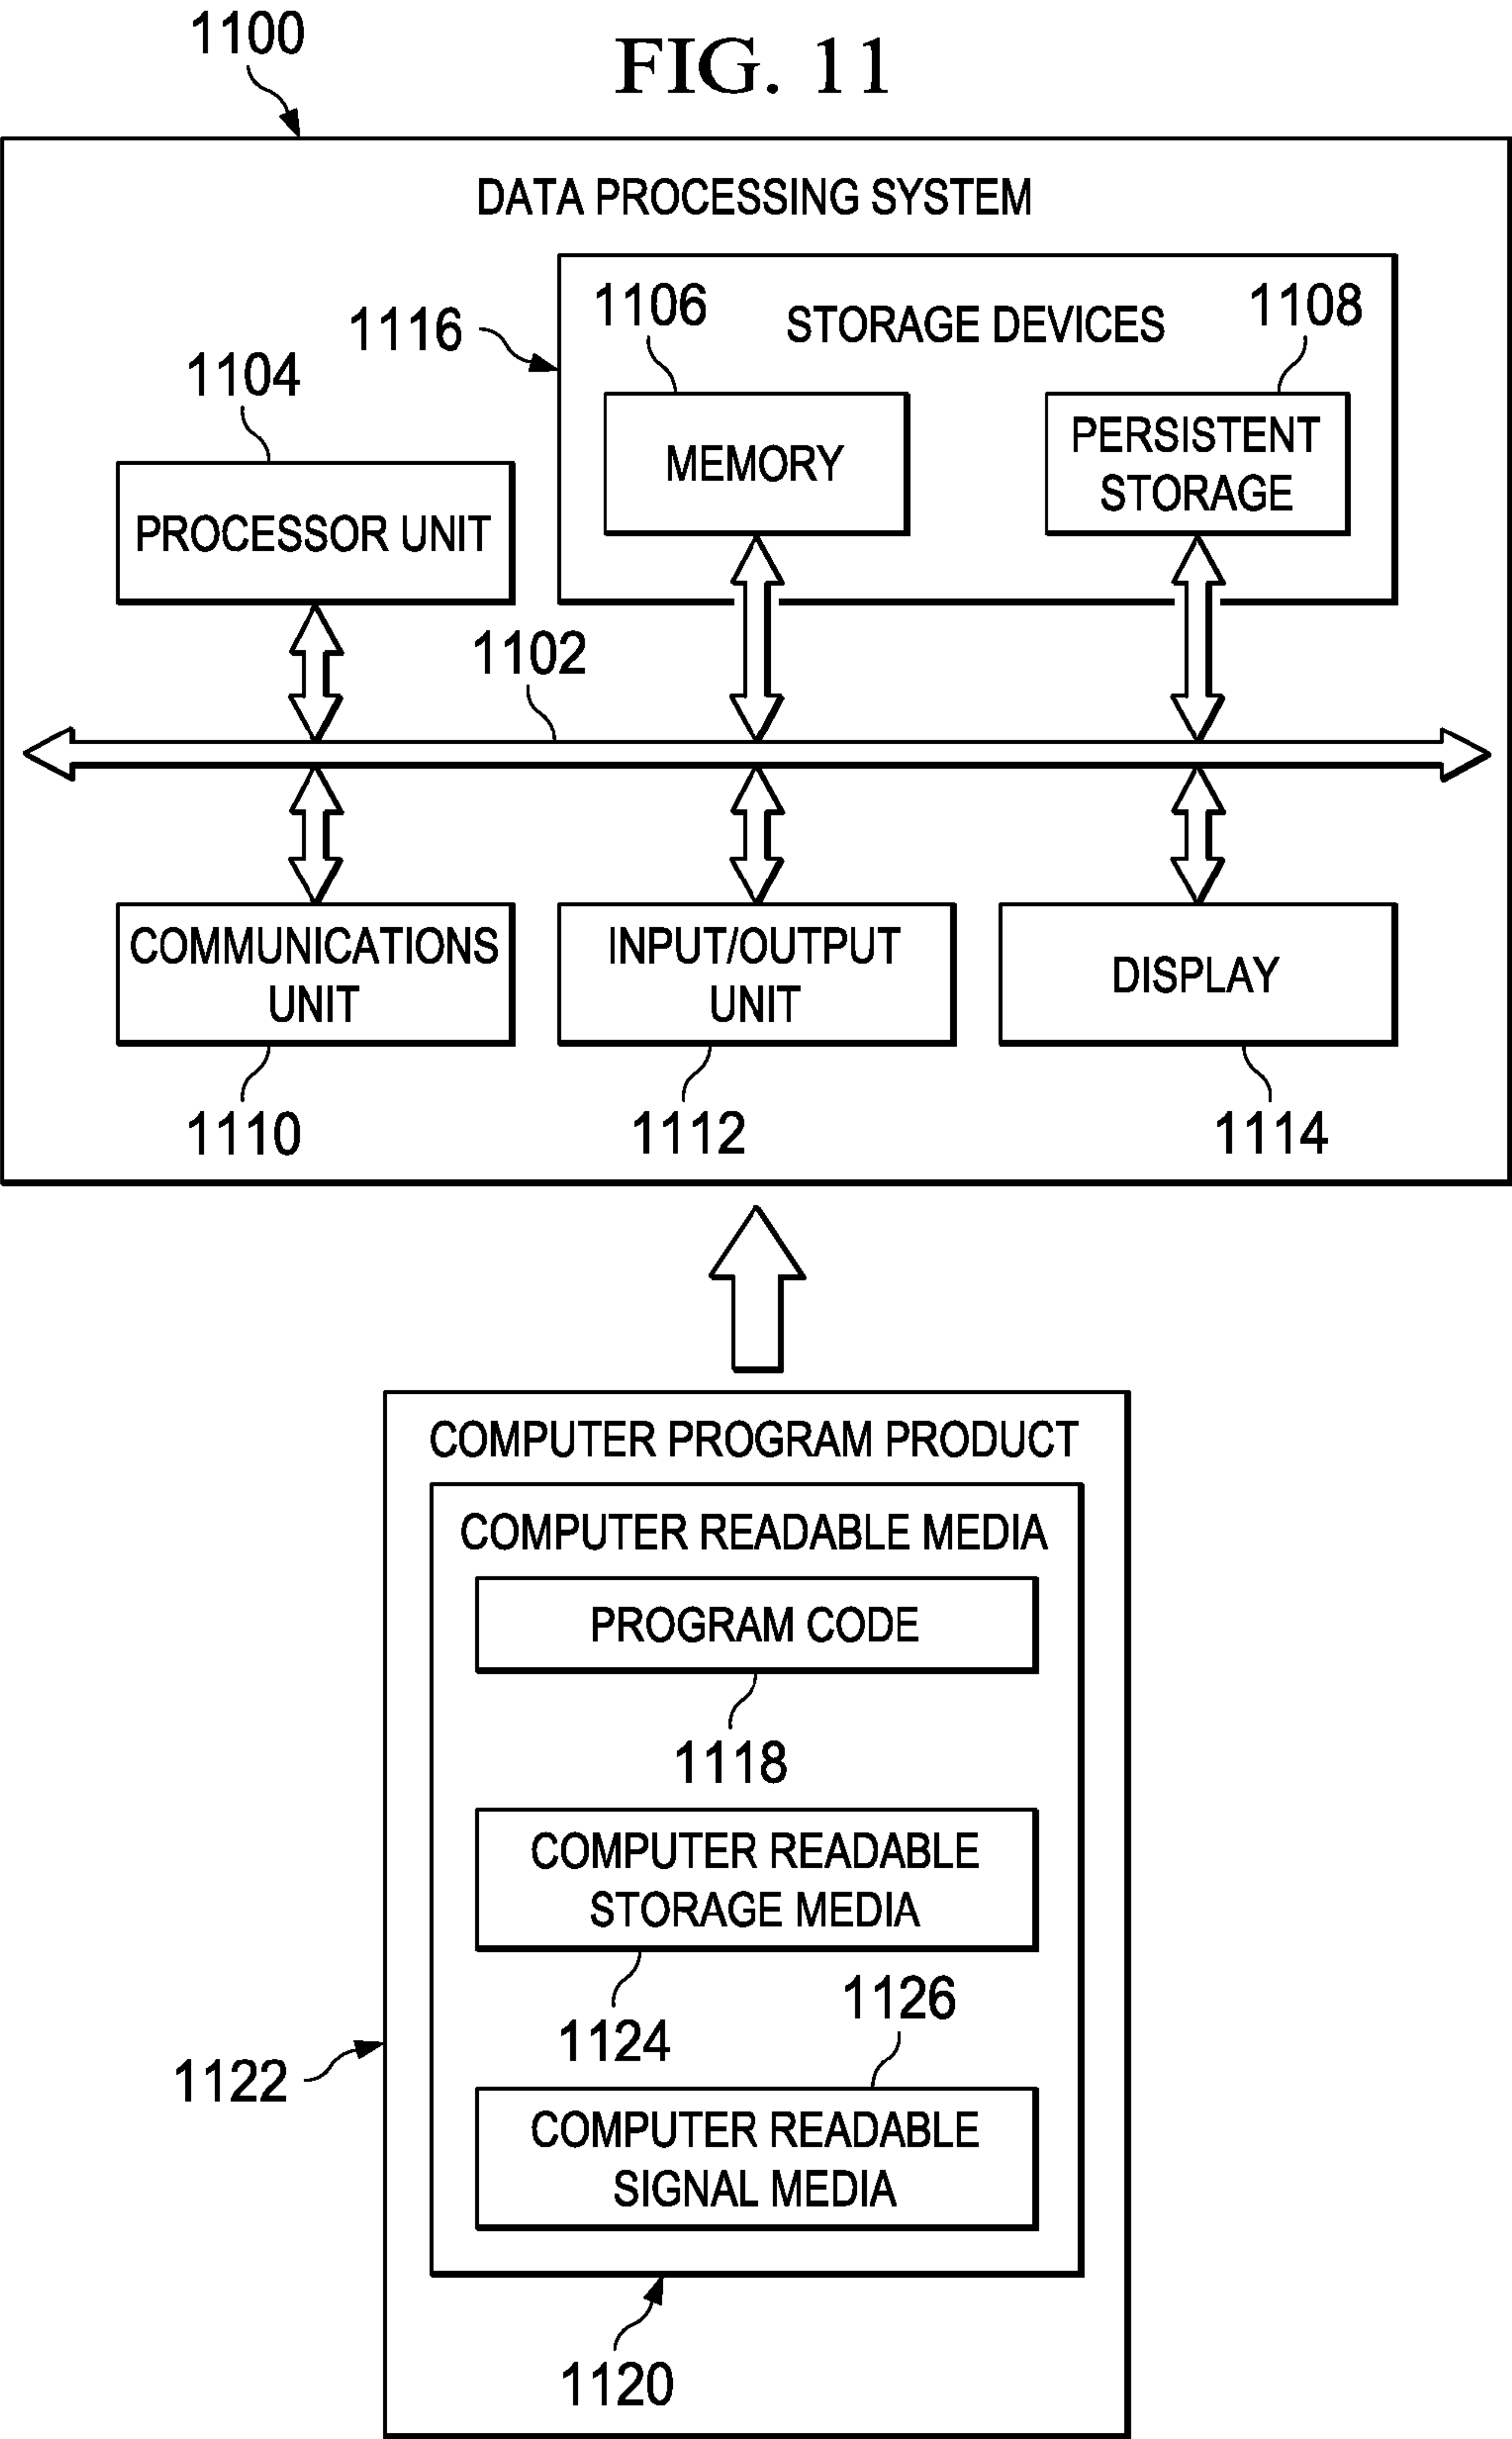 1100
FIG. 11
DATA PROCESSING SYSTEM
1116
1106
STORAGE DEVICES
1108
1104
MEMORY
PERSISTENT
STORAGE
PROCESSOR UNIT
1102
COMMUNICATIONS
UNIT
INPUT/OUTPUT
UNIT
DISPLAY
1110
1112
1114
COMPUTER PROGRAM PRODUCT
COMPUTER READABLE MEDIA
PROGRAM CODE
1118
COMPUTER READABLE
STORAGE MEDIA
1124
1126
1122
COMPUTER READABLE
SIGNAL MEDIA
1120